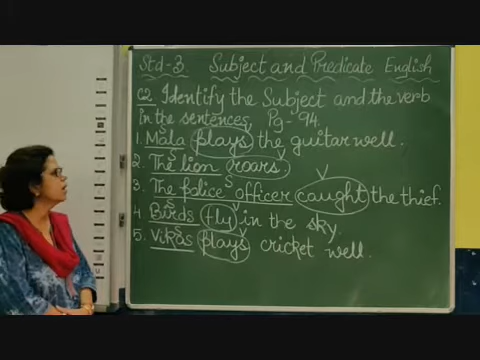 Std-3. Subject and Predicate English
C2 Identify the Subject and the verb
in the sentences. Pg- 94.
1. Mala plays the guitar well.
S V
2. The lion roars.
S V
3. The police officer caught the thief.
S V
4. Birds fly in the sky.
S V
5. Vikas plays cricket well.
S V